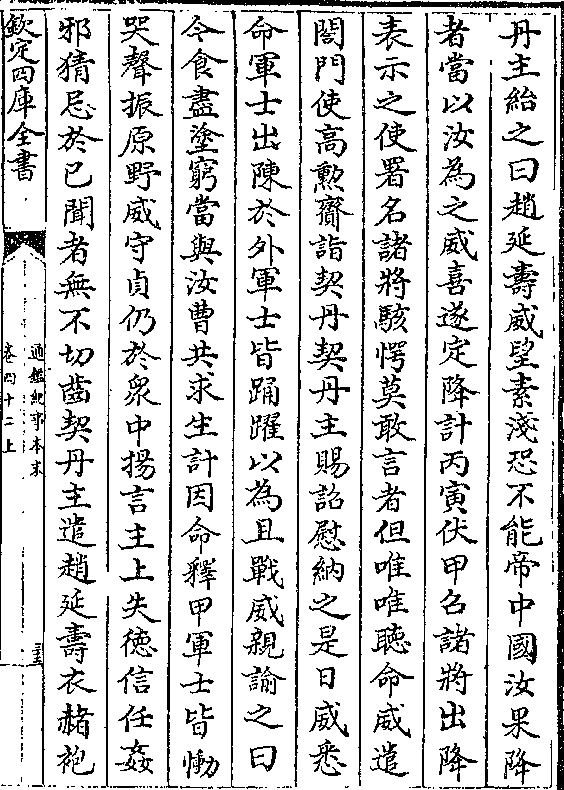 丹主紿之曰趙延壽威望素淺恐不能帝中國汝果降
者當以汝為之威喜遂定降計丙寅伏甲召諸將出降
表示之使署名諸將駭愕莫敢言者但唯唯聽命威遣
閤門使高勲齎詣契丹契丹主賜詔慰納之是日威悉
命軍士出陳於外軍士皆踊躍以為且戰威親諭之曰
今食盡塗窮當與汝曹共求生計因命釋甲軍士皆慟
哭聲振原野威守貞仍於衆中揚言主上失徳信任姦
邪猜忌於已聞者無不切齒契丹主遣趙延壽衣赭袍
欽定四庫全書
通鑑紀事本末
卷四十二上